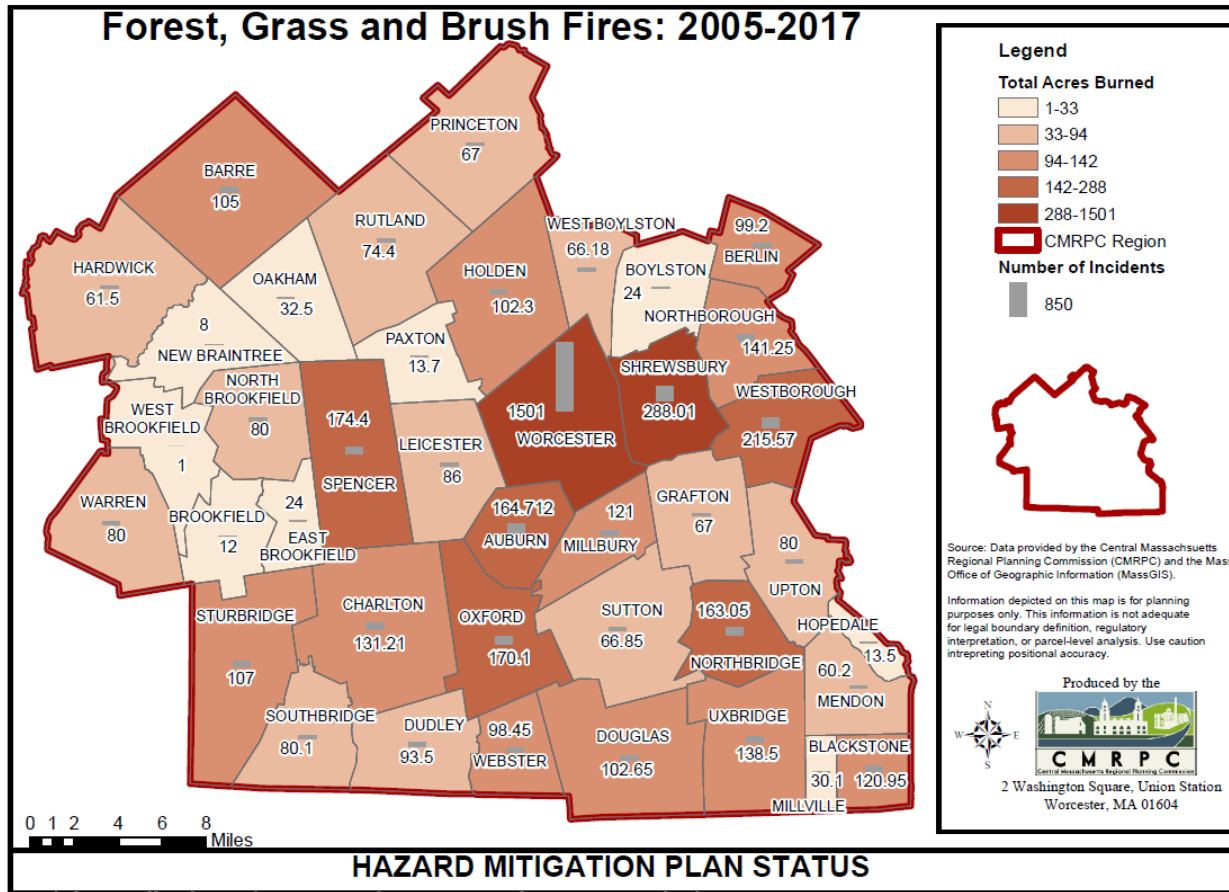 Forest, Grass and Brush Fires: 2005-2017
PRINCETON
67
BARRE
105
RUTLAND
74.4
WEST BOYLSTON
66.18
99.2
BERLIN
HARDWICK
61.5
OAKHAM
32.5
HOLDEN
102.3
BOYLSTON
24
8
NEW BRAINTREE
PAXTON
13.7
NORTHBOROUGH
141.25
NORTH
BROOKFIELD
80
WEST
BROOKFIELD
1
174.4
SPENCER
LEICESTER
86
1501
WORCESTER
SHREWSBURY
288.01
WESTBOROUGH
215.57
WARREN
80
BROOKFIELD
12
24
EAST
BROOKFIELD
164.712
AUBURN
121
MILLBURY
GRAFTON
67
80
UPTON
STURBRIDGE
107
CHARLTON
131.21
OXFORD
170.1
SUTTON
66.85
163.05
NORTHBRIDGE
HOPEDALE
13.5
60.2
MENDON
SOUTHBRIDGE
80.1
DUDLEY
93.5
98.45
WEBSTER
DOUGLAS
102.65
UXBRIDGE
138.5
BLACKSTONE
120.95
30.1
MILLVILLE
0 1 2 4 6 8
Miles
Legend
Total Acres Burned
1-33
33-94
94-142
142-288
288-1501
CMRPC Region
Number of Incidents
850
Source: Data provided by the Central Massachusetts
Regional Planning Commission (CMRPC) and the Mass
Office of Geographic Information (MassGIS).
Information depicted on this map is for planning
purposes only. This information is not adequate
for legal boundary definition, regulatory
interpretation, or parcel-level analysis. Use caution
intrepreting positional accuracy.
Produced by the
N
W E
S
CMRPC
Central Massachusetts Regional Planning Commission
2 Washington Square, Union Station
Worcester, MA 01604
HAZARD MITIGATION PLAN STATUS